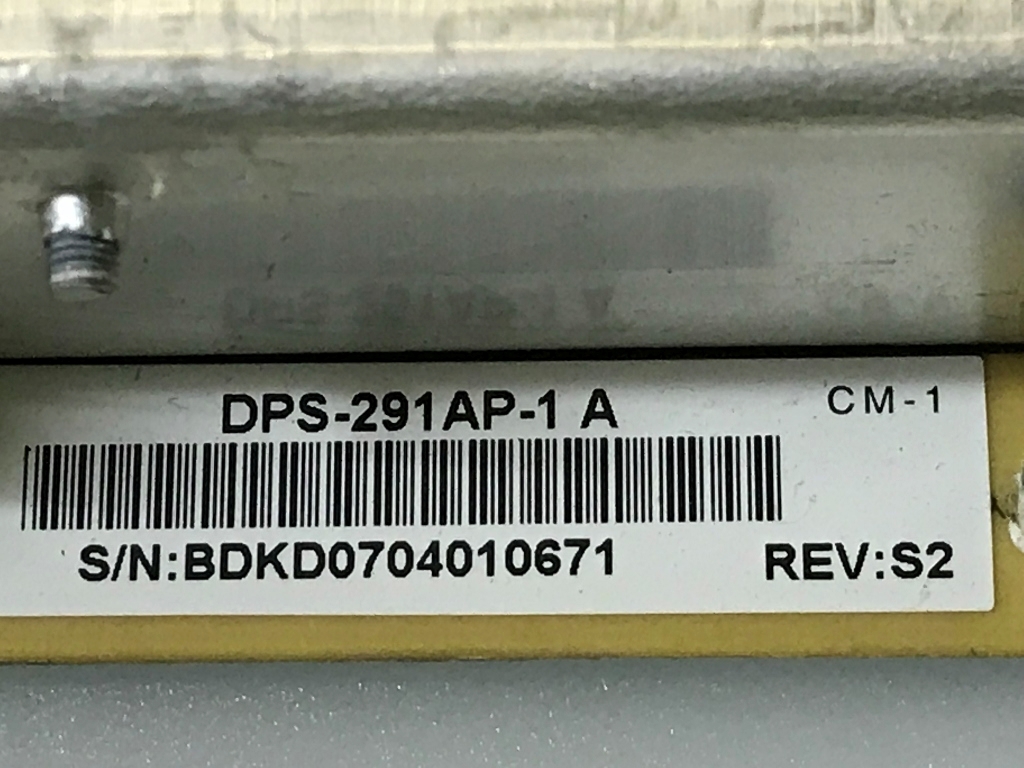 DPS-291AP-1 A
CM-1
S/N:BDKD0704010671
REV:S2